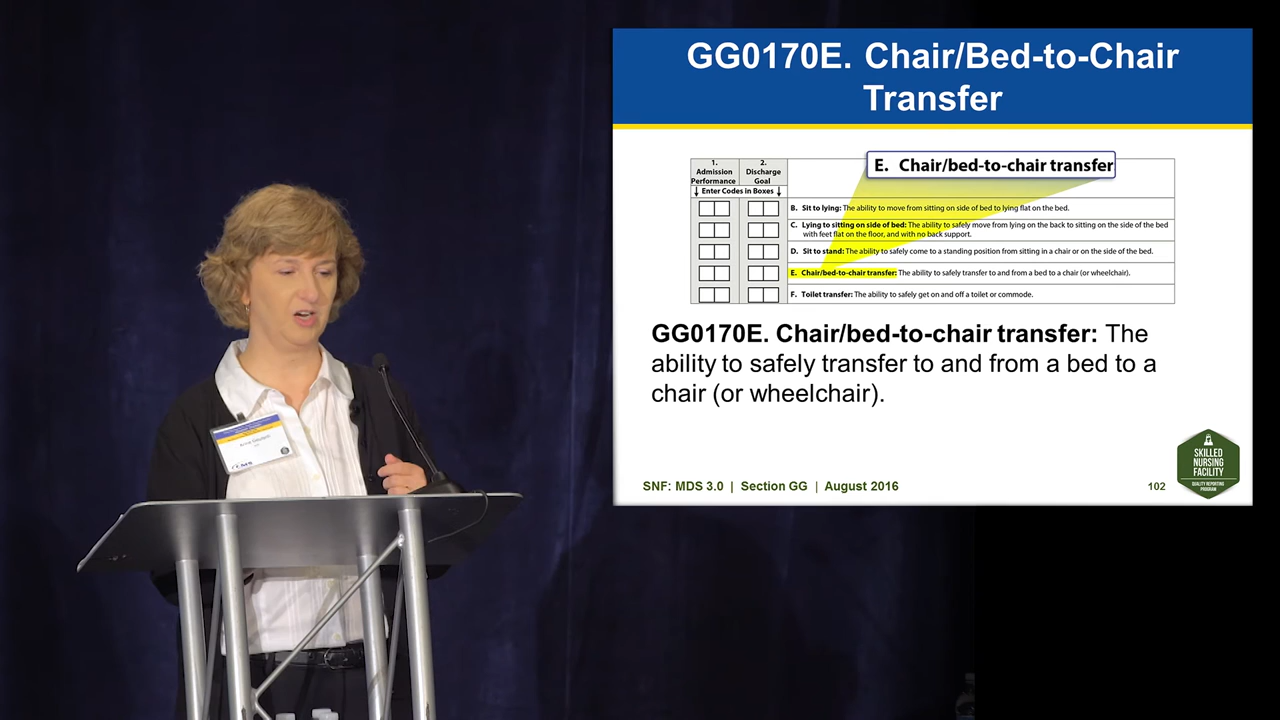 GG0170E. Chair/Bed-to-Chair
Transfer
E. Chair/bed-to-chair transfer
1.
Admission
Performance
2.
Discharge
Goal
↓ Enter Codes in Boxes ↓
B. Sit to lying: The ability to move from sitting on side of bed to lying flat on the bed.
C. Lying to sitting on side of bed: The ability to safely move from lying on the back to sitting on the side of the bed
with feet flat on the floor, and with no back support.
D. Sit to stand: The ability to safely come to a standing position from sitting in a chair or on the side of the bed.
E. Chair/bed-to-chair transfer: The ability to safely transfer to and from a bed to a chair (or wheelchair).
F. Toilet transfer: The ability to safely get on and off a toilet or commode.
GG0170E. Chair/bed-to-chair transfer: The
ability to safely transfer to and from a bed to a
chair (or wheelchair).
SNF: MDS 3.0 | Section GG | August 2016
102
SKILLED
NURSING
FACILITY
QUALITY REPORTING
PROGRAM
CMS